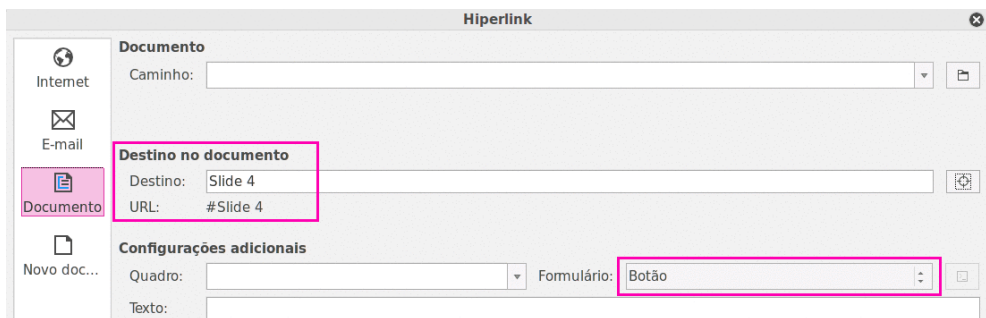 Hiperlink
Internet
E-mail
Documento
Novo doc...
Documento
Caminho:
Destino no documento
Destino: Slide 4
URL: #Slide 4
Configurações adicionais
Quadro: Formulário: Botão
Texto: